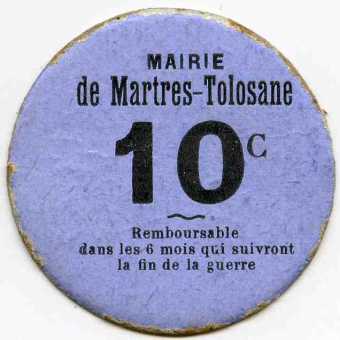 MAIRIE
de Martres-Tolosane
10c
Remboursable
dans les 6 mois qui suivront
la fin de la guerre